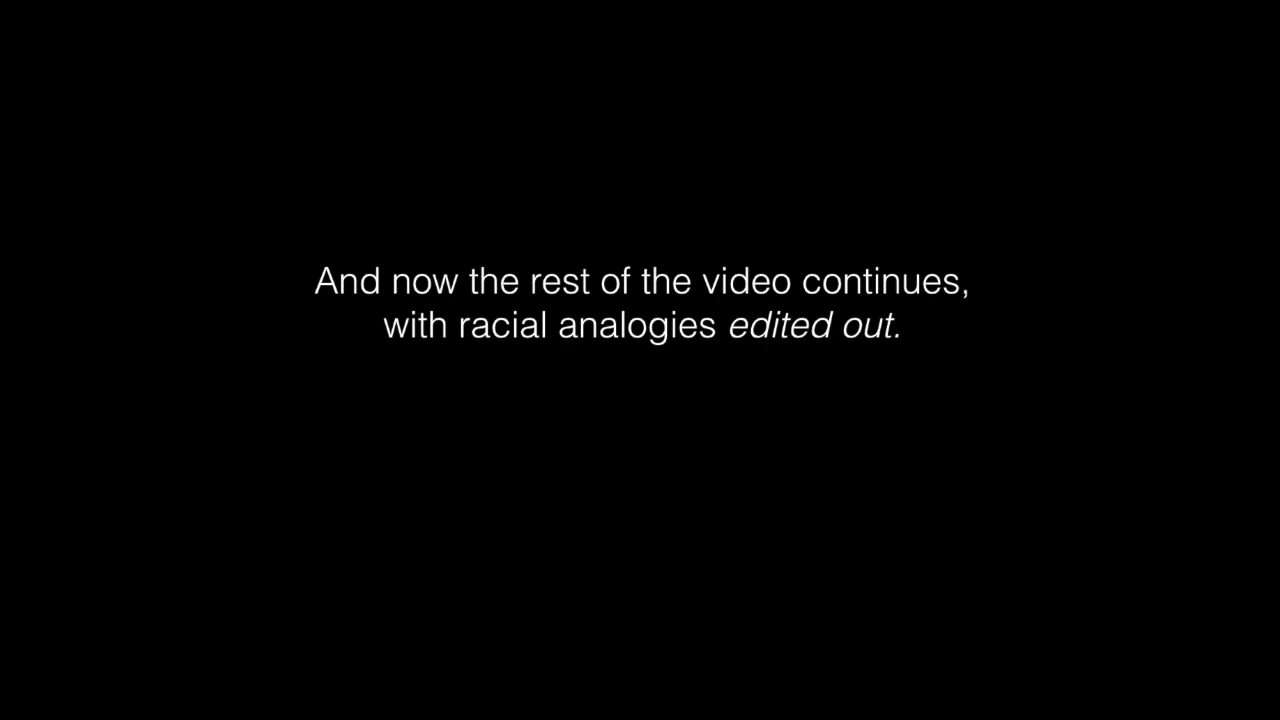 And now the rest of the video continues,
with racial analogies edited out.